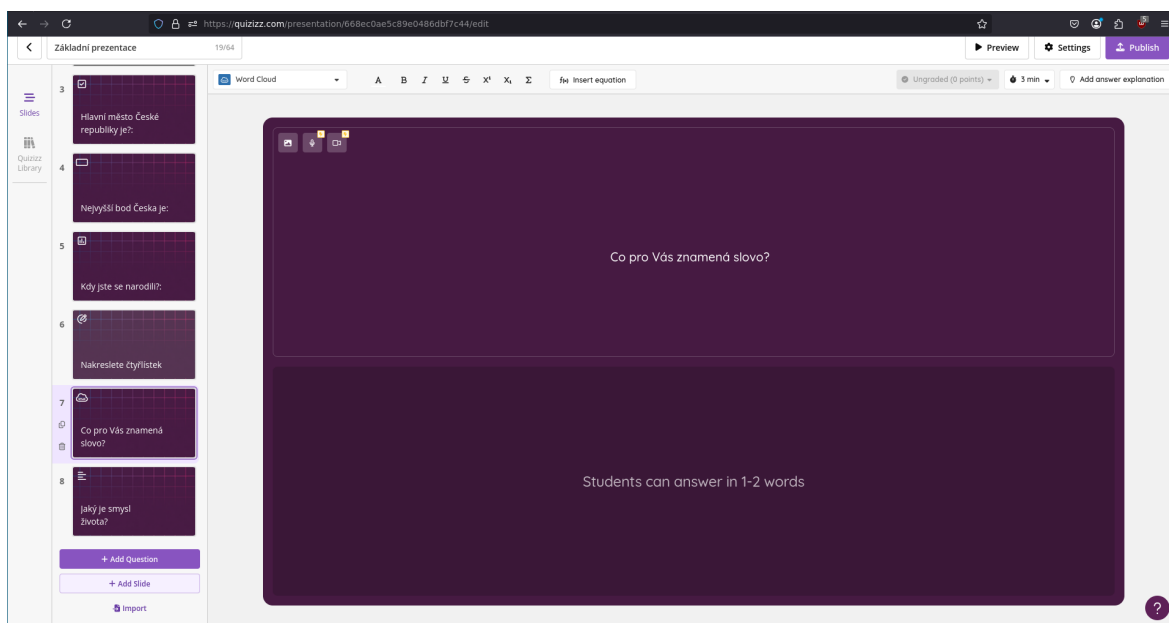 https://quizizz.com/presentation/668ec0ae5c89e0486dbf7c44/edit
Základní prezentace
19/64
Preview
Settings
Publish
Word Cloud
A B I U S X² X₁ Σ
f(x) Insert equation
Ungraded (0 points)
3 min
Add answer explanation
Slides
Quizizz
Library
3
Hlavní město České
republiky je?:
4
Nejvyšší bod Česka je:
5
Kdy jste se narodili?:
6
Nakreslete čtyřlístek
7
Co pro Vás znamená
slovo?
8
Jaký je smysl
života?
+ Add Question
+ Add Slide
Import
Co pro Vás znamená slovo?
Students can answer in 1-2 words
?